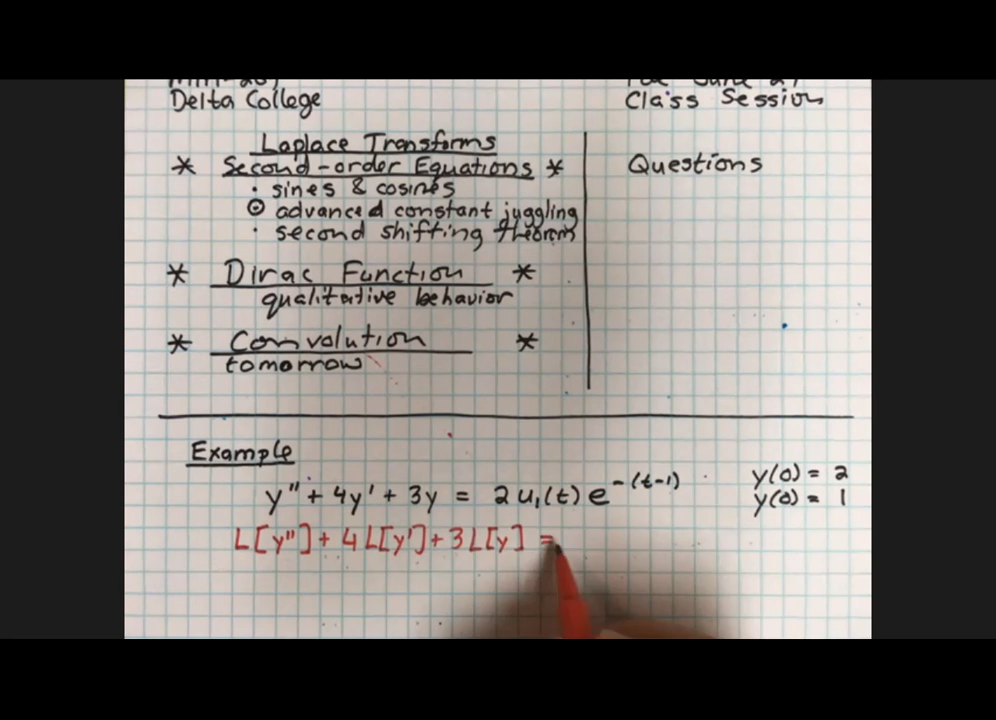 Delta College
Class Session
Laplace Transforms
* Second-order Equations *
· sines & cosines
⊙ advanced constant juggling
· second shifting theorem
* Dirac Function *
qualitative behavior
* Convolution *
tomorrow
Questions
Example
y" + 4y' + 3y = 2u₁(t)e^-(t-1)
y(0) = 2
y(0) = 1
L[y"] + 4L[y'] + 3L[y] =